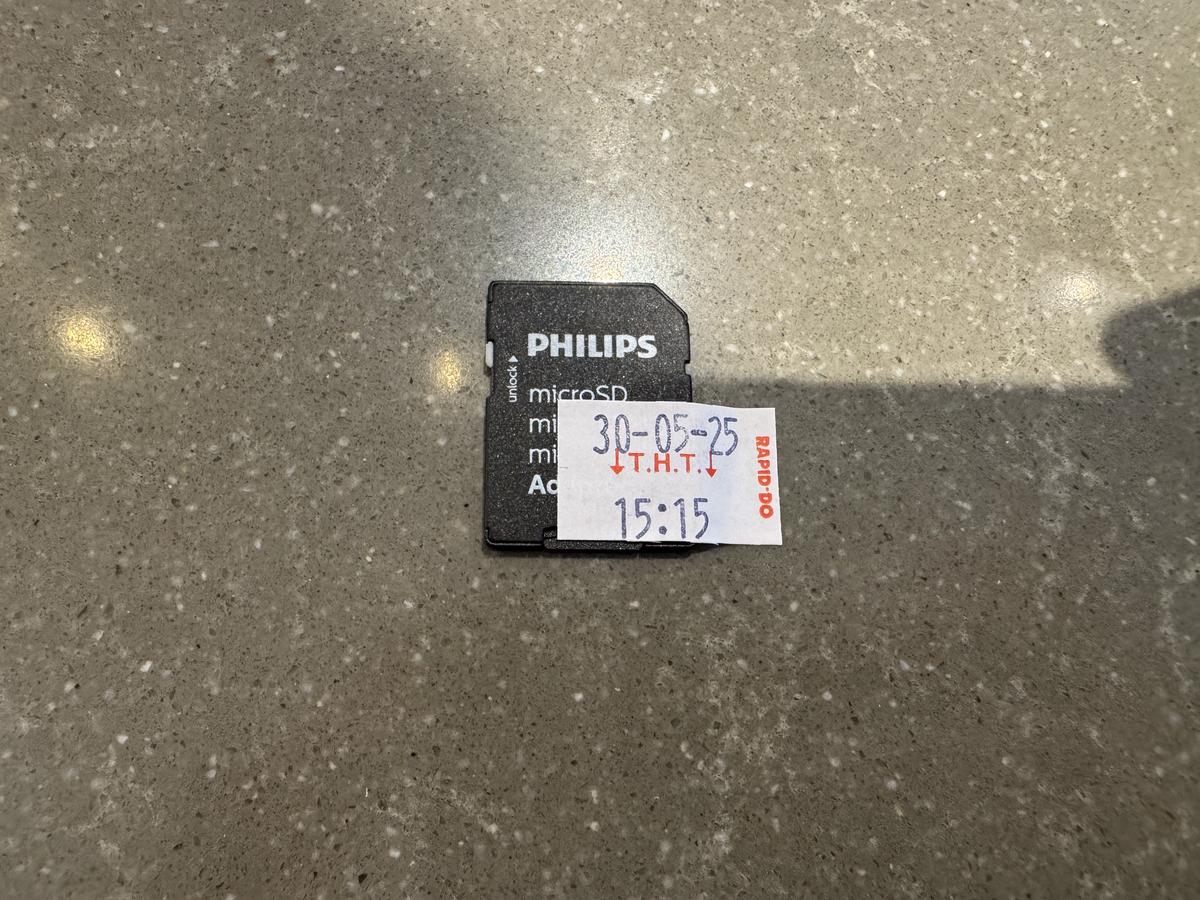 PHILIPS
unlock
microSD
30-05-25
T.H.T.
15:15
RAPID-DO